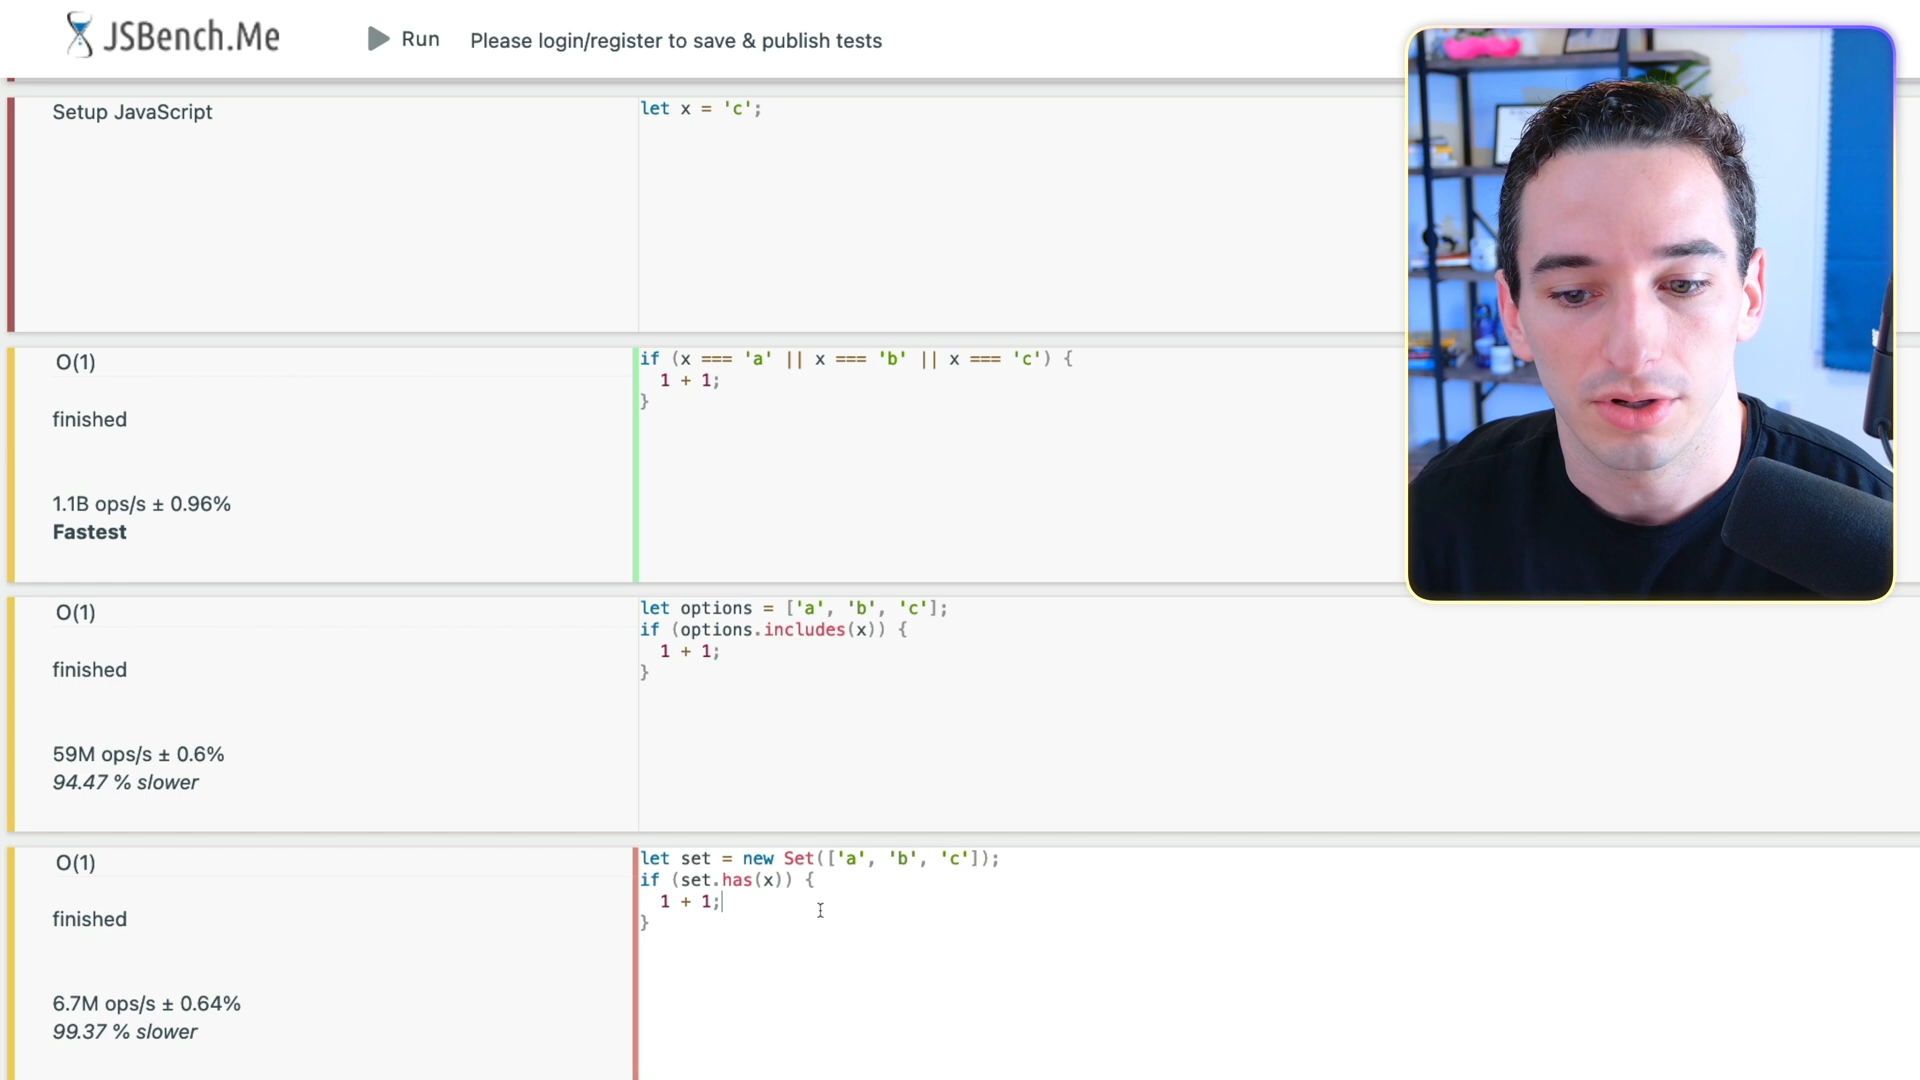 JSBench.Me
Run
Please login/register to save & publish tests
Setup JavaScript
let x = 'c';
O(1)
finished
1.1B ops/s ± 0.96%
Fastest
if (x === 'a' || x === 'b' || x === 'c') {
  1 + 1;
}
O(1)
finished
59M ops/s ± 0.6%
94.47 % slower
let options = ['a', 'b', 'c'];
if (options.includes(x)) {
  1 + 1;
}
O(1)
finished
6.7M ops/s ± 0.64%
99.37 % slower
let set = new Set(['a', 'b', 'c']);
if (set.has(x)) {
  1 + 1;
}